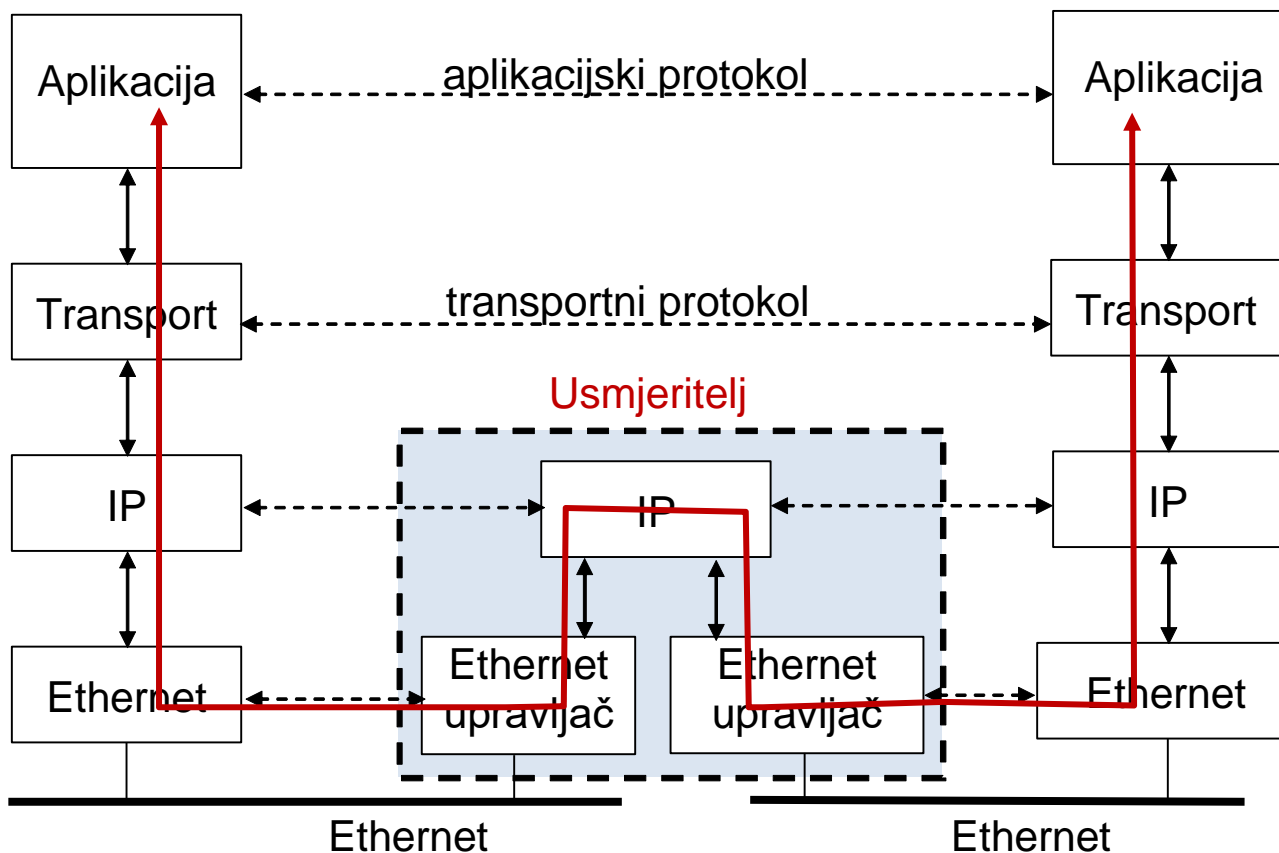 Aplikacija
aplikacijski protokol
Aplikacija
Transport
transportni protokol
Transport
Usmjeritelj
IP
IP
IP
Ethernet
Ethernet
upravljač
Ethernet
upravljač
Ethernet
Ethernet
Ethernet